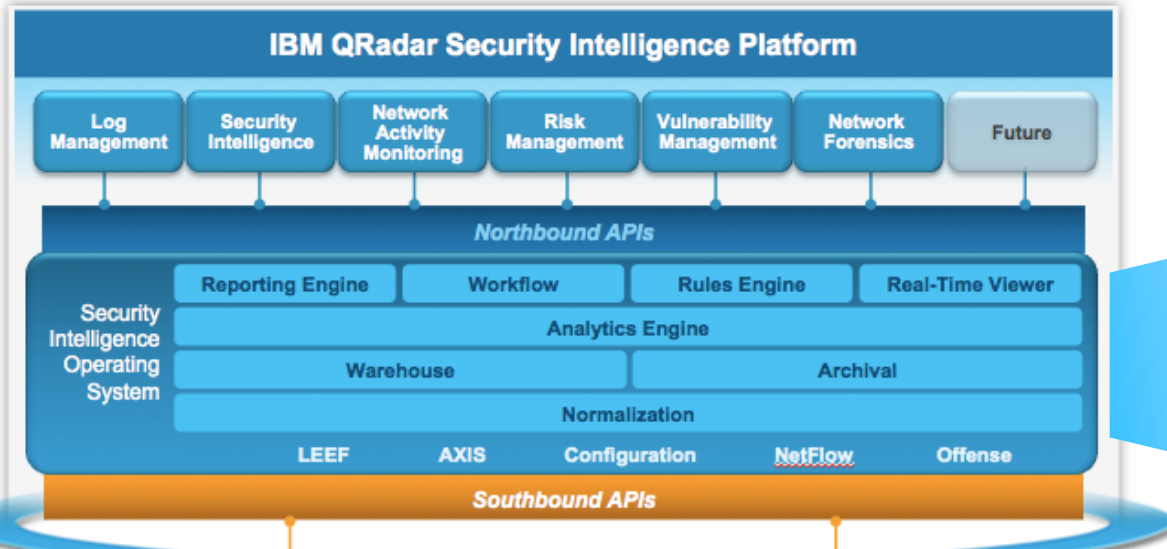 IBM QRadar Security Intelligence Platform
Log
Management
Security
Intelligence
Network
Activity
Monitoring
Risk
Management
Vulnerability
Management
Network
Forensics
Future
Northbound APIs
Security
Intelligence
Operating
System
Reporting Engine
Workflow
Rules Engine
Real-Time Viewer
Analytics Engine
Warehouse
Archival
Normalization
LEEF
AXIS
Configuration
NetFlow
Offense
Southbound APIs